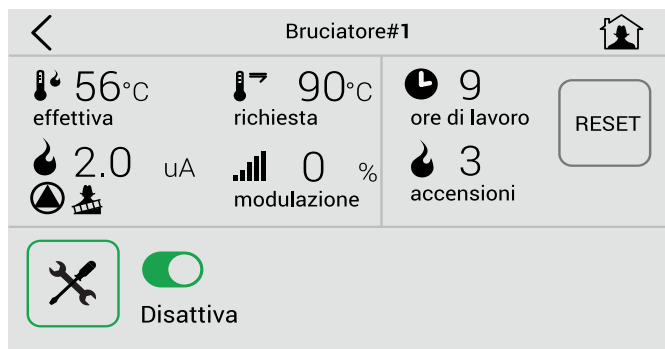 Bruciatore#1
56°C
effettiva
90°C
richiesta
9
ore di lavoro
RESET
2.0 uA
0 %
modulazione
3
accensioni
Disattiva